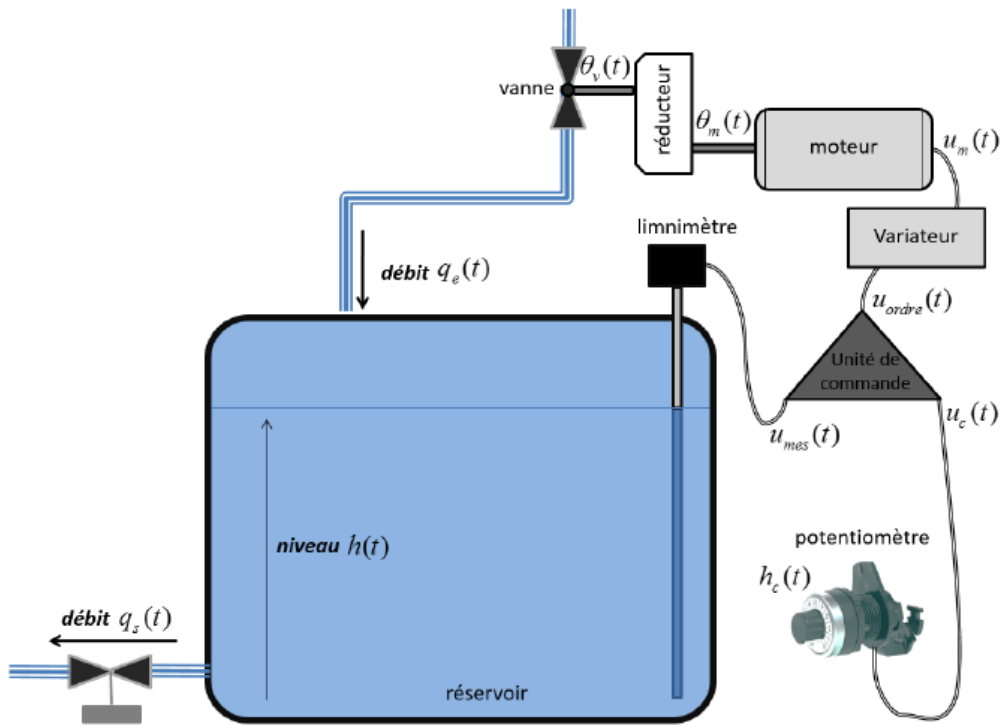 θv(t)
vanne
réducteur
θm(t)
moteur
um(t)
limnimètre
Variateur
débit qe(t)
uordre(t)
Unité de
commande
uc(t)
umes(t)
niveau h(t)
potentiomètre
hc(t)
débit qs(t)
réservoir